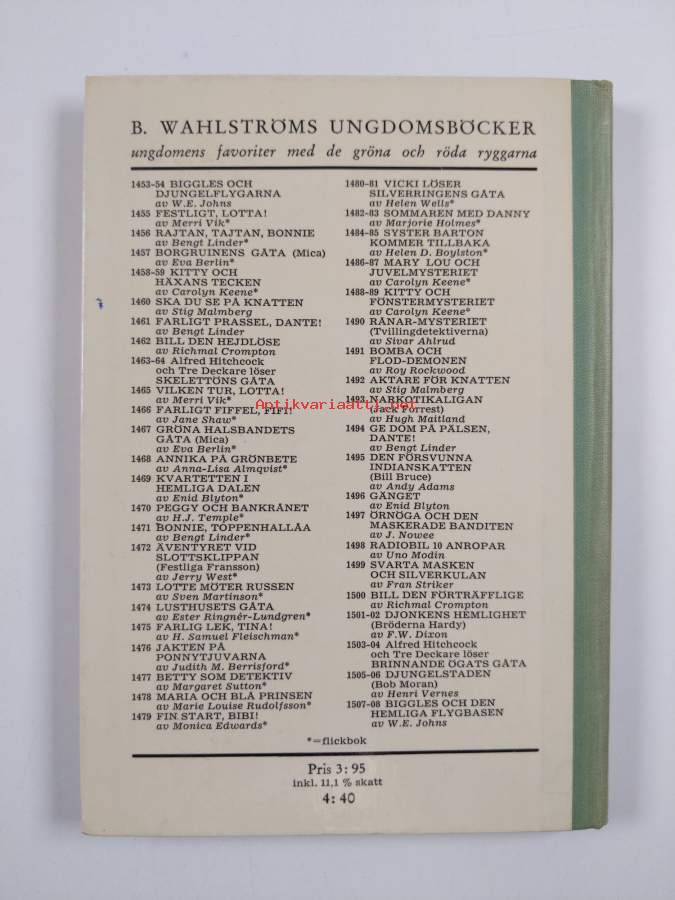 B. WAHLSTRÖMS UNGDOMSBÖCKER
ungdomens favoriter med de gröna och röda ryggarna
1453-54 BIGGLES OCH
DJUNGELFLYGARNA
av W.E. Johns
1455 FESTLIGT, LOTTA!
av Merri Vik*
1456 RAJTAN, TAJTAN, BONNIE
av Bengt Linder*
1457 BORGRUINENS GÅTA (Mica)
av Eva Berlin*
1458-59 KITTY OCH
HÄXANS TECKEN
av Carolyn Keene*
1460 SKA DU SE PÅ KNATTEN
av Stig Malmberg
1461 FARLIGT PRASSEL, DANTE!
av Bengt Linder
1462 BILL DEN HEJDLÖSE
av Richmal Crompton
1463-64 Alfred Hitchcock
och Tre Deckare löser
SKELETTÖNS GÅTA
1465 VILKEN TUR, LOTTA!
av Merri Vik*
1466 FARLIGT FIFFEL, FIFI!
av Jane Shaw*
1467 GRÖNA HALSBANDETS
GÅTA (Mica)
av Eva Berlin*
1468 ANNIKA PÅ GRÖNBETE
av Anna-Lisa Almqvist*
1469 KVARTETTEN I
HEMLIGA DALEN
av Enid Blyton*
1470 PEGGY OCH BANKRÅNET
av H.J. Temple*
1471 BONNIE, TOPPENHALLÅA
av Bengt Linder*
1472 ÄVENTYRET VID
SLOTTSKLIPPAN
(Festliga Fransson)
av Jerry West*
1473 LOTTE MÖTER RUSSEN
av Sven Martinson*
1474 LUSTHUSETS GÅTA
av Ester Ringnér-Lundgren*
1475 FARLIG LEK, TINA!
av H. Samuel Fleischman*
1476 JAKTEN PÅ
PONNYTJUVARNA
av Judith M. Berrisford*
1477 BETTY SOM DETEKTIV
av Margaret Sutton*
1478 MARIA OCH BLÅ PRINSEN
av Marie Louise Rudolfsson*
1479 FIN START, BIBI!
av Monica Edwards*
1480-81 VICKI LÖSER
SILVERRINGENS GÅTA
av Helen Wells*
1482-83 SOMMAREN MED DANNY
av Marjorie Holmes*
1484-85 SYSTER BARTON
KOMMER TILLBAKA
av Helen D. Boylston*
1486-87 MARY LOU OCH
JUVELMYSTERIET
av Carolyn Keene*
1488-89 KITTY OCH
FÖNSTERMYSTERIET
av Carolyn Keene*
1490 RÅNAR-MYSTERIET
(Tvillingdetektiverna)
av Sivar Ahlrud
1491 BOMBA OCH
FLOD-DEMONEN
av Roy Rockwood
1492 AKTARE FÖR KNATTEN
av Stig Malmberg
1493 NARKOTIKALIGAN
(Jack Forrest)
av Hugh Maitland
1494 GE DOM PÅ PÄLSEN,
DANTE!
av Bengt Linder
1495 DEN FÖRSVUNNA
INDIANSKATTEN
(Bill Bruce)
av Andy Adams
1496 GÄNGET
av Enid Blyton
1497 ÖRNÖGA OCH DEN
MASKERADE BANDITEN
av J. Nowee
1498 RADIOBIL 10 ANROPAR
av Uno Modin
1499 SVARTA MASKEN
OCH SILVERKULAN
av Fran Striker
1500 BILL DEN FÖRTRÄFFLIGE
av Richmal Crompton
1501-02 DJONKENS HEMLIGHET
(Bröderna Hardy)
av F.W. Dixon
1503-04 Alfred Hitchcock
och Tre Deckare löser
BRINNANDE ÖGATS GÅTA
1505-06 DJUNGELSTADEN
(Bob Moran)
av Henri Vernes
1507-08 BIGGLES OCH DEN
HEMLIGA FLYGBASEN
av W.E. Johns
*=flickbok
Pris 3:95
inkl. 11,1 % skatt
4:40
Antikvariaatti.net